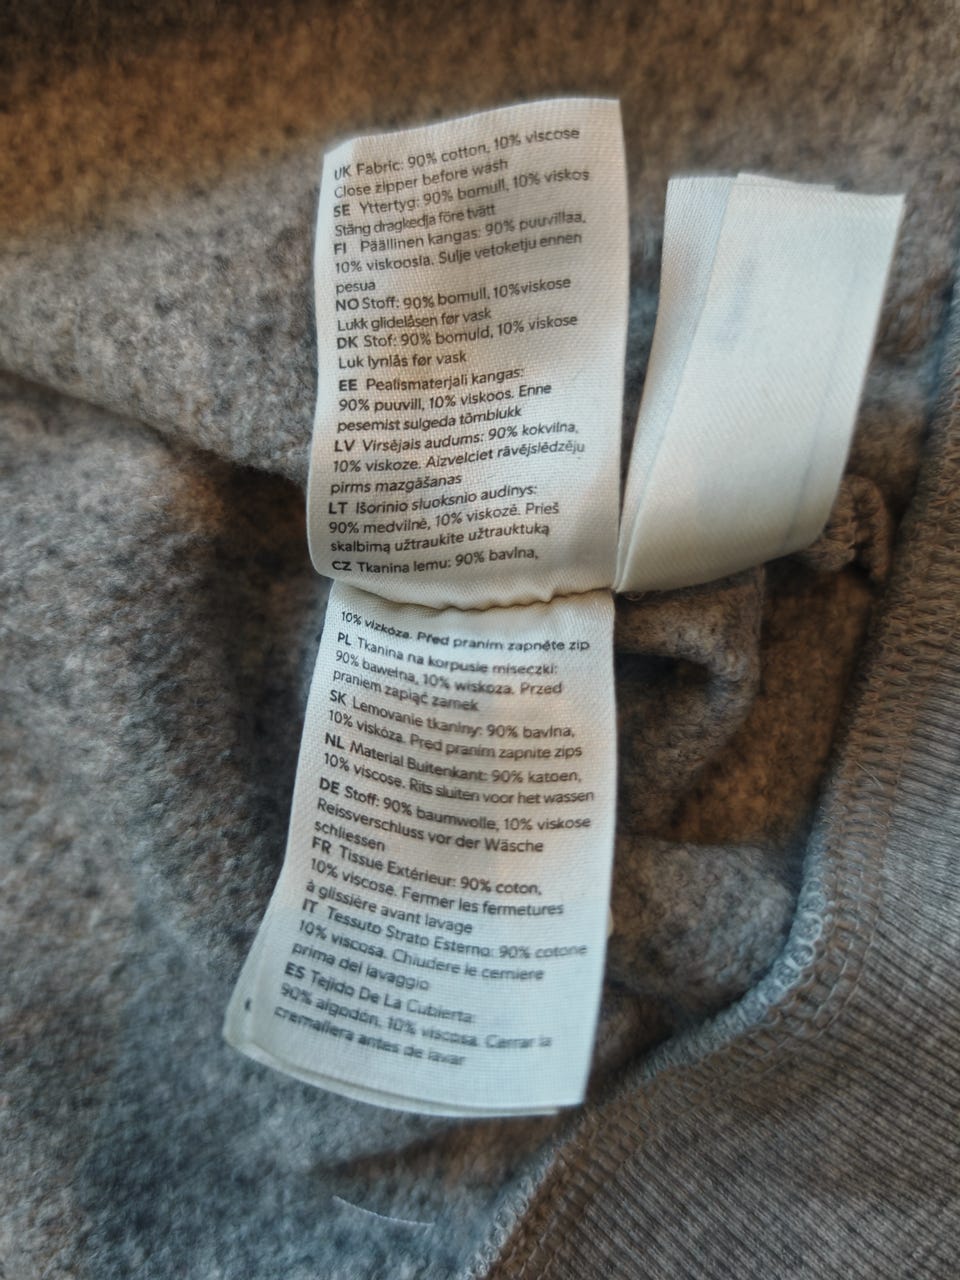 UK Fabric: 90% cotton, 10% viscose
Close zipper before wash
SE Yttertyg: 90% bomull, 10% viskos
Stäng dragkedja före tvätt
FI Päällinen kangas: 90% puuvillaa,
10% viskoosia. Sulje vetoketju ennen
pesua
NO Stoff: 90% bomull, 10%viskose
Lukk glidelåsen før vask
DK Stof: 90% bomuld, 10% viskose
Luk lynlås før vask
EE Pealismaterjali kangas:
90% puuvill, 10% viskoos. Enne
pesemist sulgeda tõmblukk
LV Virsējais audums: 90% kokvilna,
10% viskoze. Aizvelciet rāvējslēdzēju
pirms mazgāšanas
LT Išorinio sluoksnio audinys:
90% medvilnė, 10% viskozė. Prieš
skalbimą užtraukite užtrauktuką
CZ Tkanina lemu: 90% bavlna,
10% vizkóza. Před praním zapněte zip
PL Tkanina na korpusie miseczki:
90% bawełna, 10% wiskoza. Przed
praniem zapiąć zamek
SK Lemovanie tkaniny: 90% bavlna,
10% viskóza. Pred praním zapnite zips
NL Material Buitenkant: 90% katoen,
10% viscose. Rits sluiten voor het wassen
DE Stoff: 90% baumwolle, 10% viskose
Reissverschluss vor der Wäsche
schliessen
FR Tissue Extérieur: 90% coton,
10% viscose. Fermer les fermetures
à glissière avant lavage
IT Tessuto Strato Esterno: 90% cotone
10% viscosa. Chiudere le cerniere
prima del lavaggio
ES Tejido De La Cubierta:
90% algodón, 10% viscosa. Cerrar la
cremallera antes de lavar